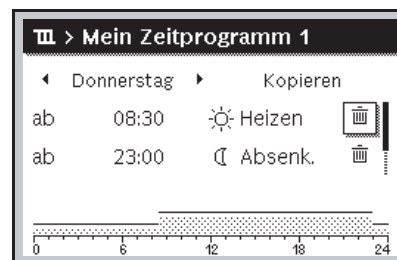 > Mein Zeitprogramm 1
Donnerstag Kopieren
ab 08:30 Heizen
ab 23:00 Absenk.
0 6 12 18 24